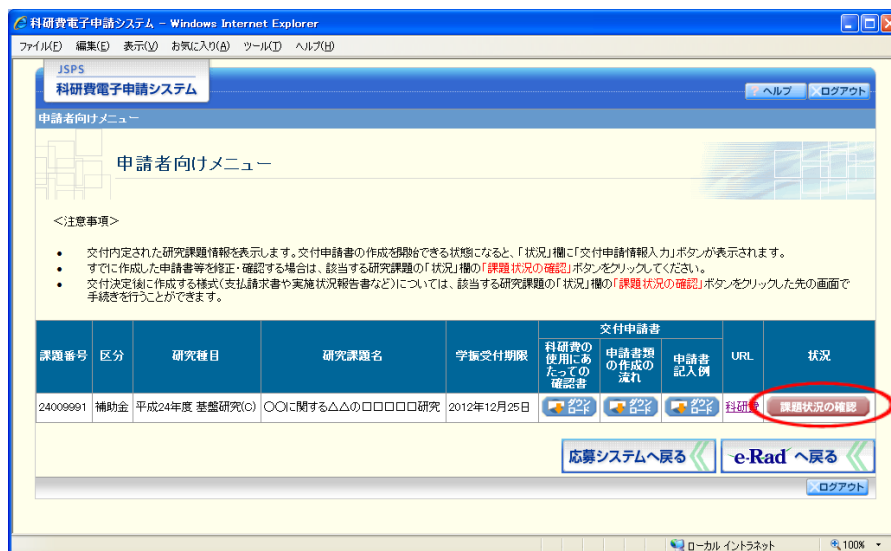 科研費電子申請システム - Windows Internet Explorer
ファイル(F) 編集(E) 表示(V) お気に入り(A) ツール(T) ヘルプ(H)
JSPS
科研費電子申請システム
ヘルプ
ログアウト
申請者向けメニュー
申請者向けメニュー
<注意事項>
• 交付内定された研究課題情報を表示します。交付申請書の作成を開始できる状態になると、「状況」欄に「交付申請情報入力」ボタンが表示されます。
• すでに作成した申請書等を修正・確認する場合は、該当する研究課題の「状況」欄の「課題状況の確認」ボタンをクリックしてください。
• 交付決定後に作成する様式(支払請求書や実施状況報告書など)については、該当する研究課題の「状況」欄の「課題状況の確認」ボタンをクリックした先の画面で
手続きを行うことができます。
課題番号 区分 研究種目 研究課題名 学振受付期限 交付申請書 URL 状況
科研費の
使用にあ
たっての
確認書
申請書類
の作成の
流れ
申請書
記入例
24009991 補助金 平成24年度 基盤研究(C) 〇〇に関する△△の□□□□□研究 2012年12月25日 ダウンロード ダウンロード ダウンロード 科研費 課題状況の確認
応募システムへ戻る
e-Rad へ戻る
ログアウト
ローカル イントラネット
100%